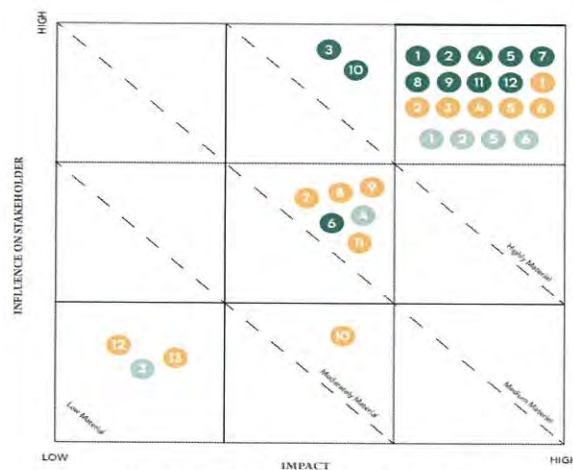 HIGH
3
10
1 2 4 5 7
8 9 11 12 1
2 3 4 5 6
1 2 5 6
INFLUENCE ON STAKEHOLDER
7 8 9
6 4
11
Highly Material
12
3 13
10
Low Material
Moderately Material
Medium Material
LOW
IMPACT
HIGH